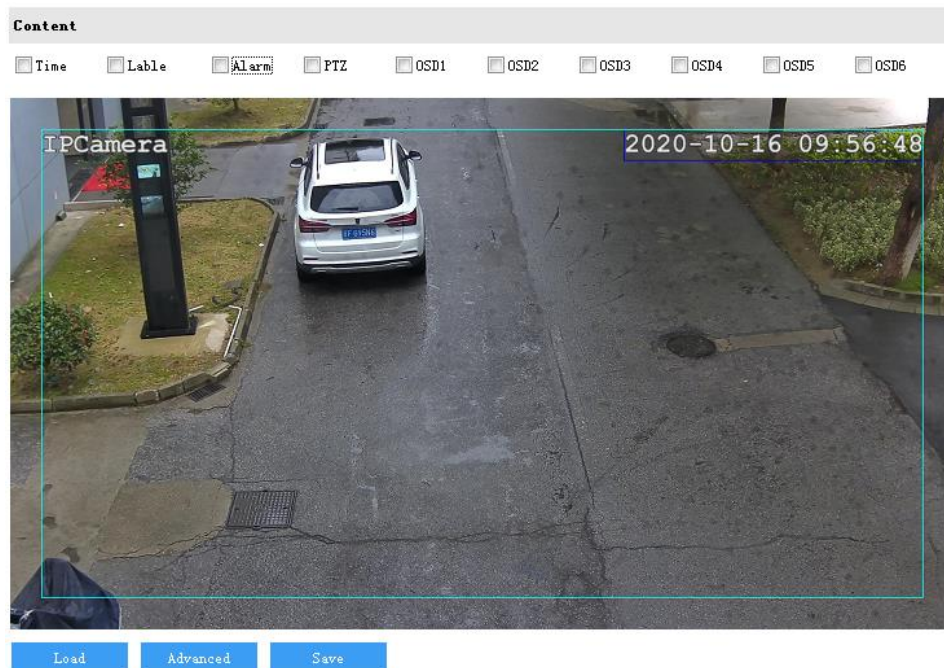 Content
Time Lable Alarm PTZ OSD1 OSD2 OSD3 OSD4 OSD5 OSD6
IPCamera 2020-10-16 09:56:48
Load Advanced Save